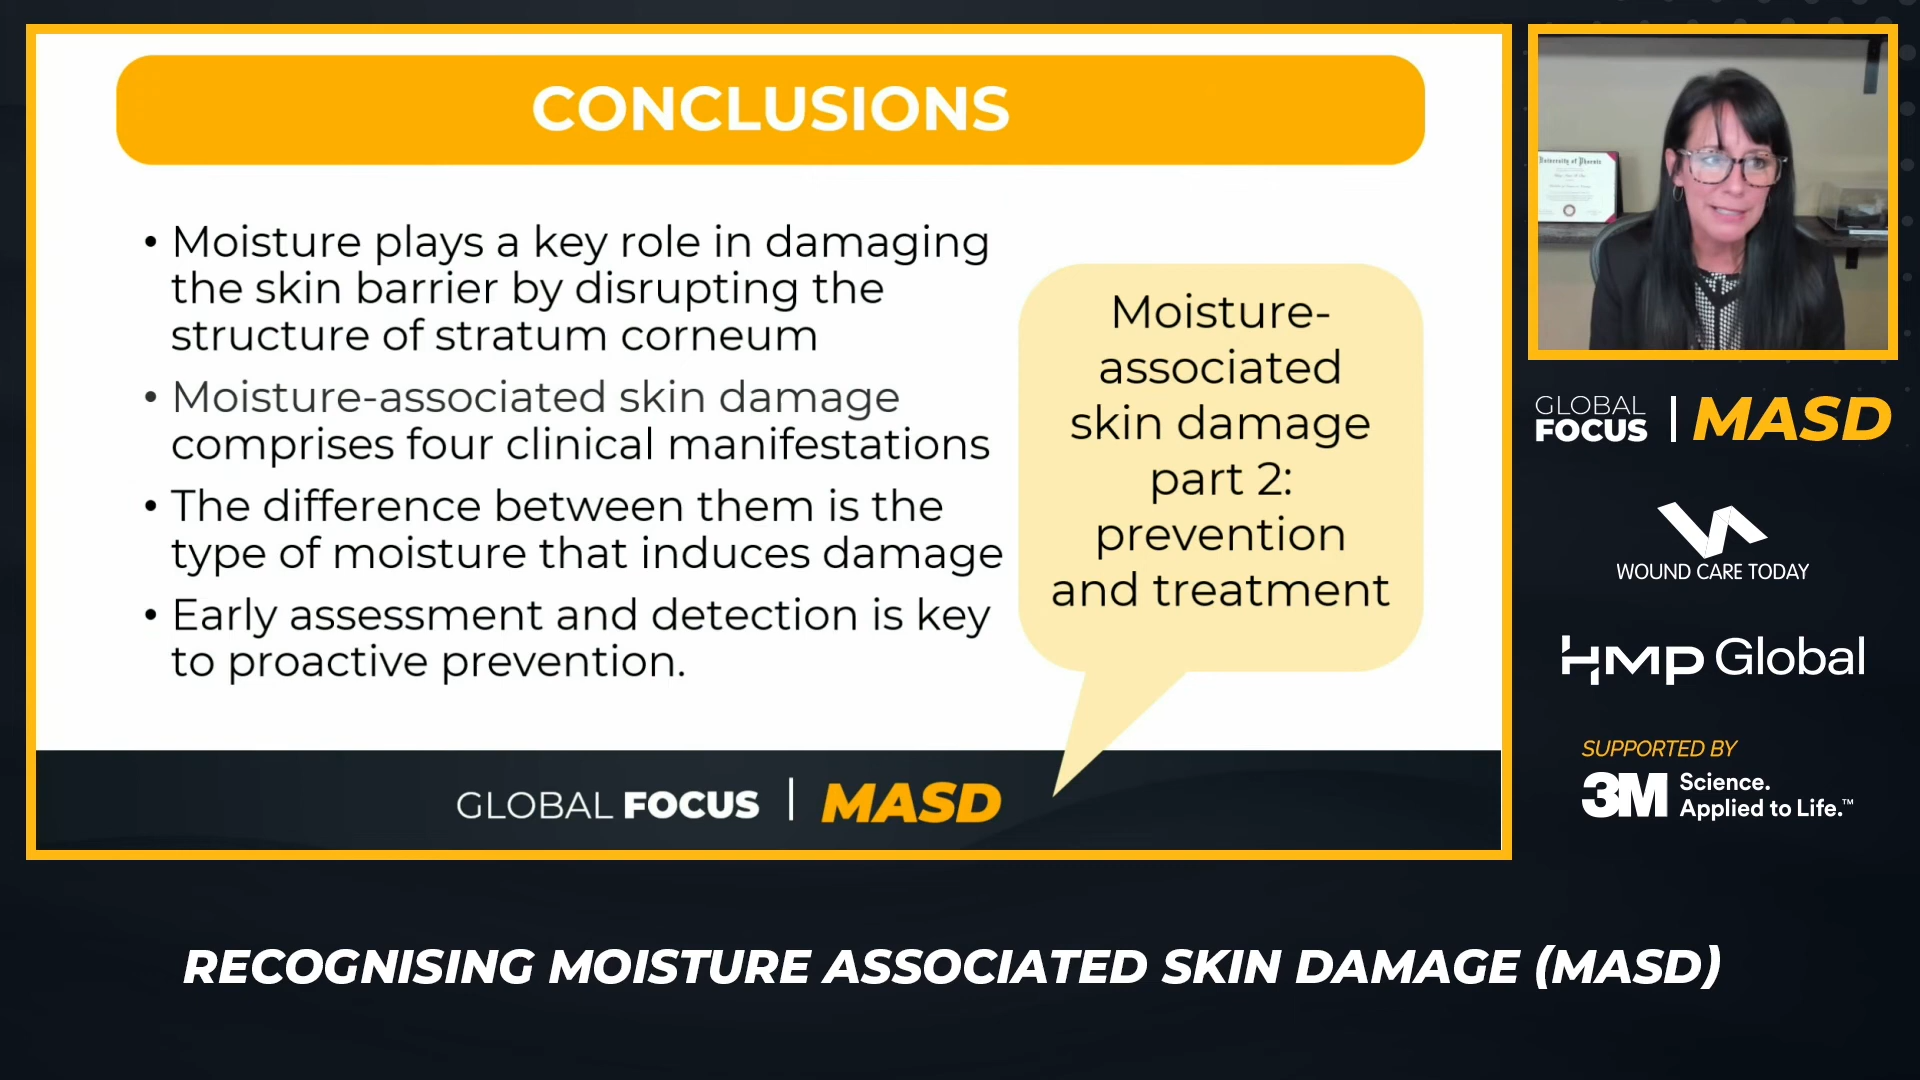 CONCLUSIONS
• Moisture plays a key role in damaging
the skin barrier by disrupting the
structure of stratum corneum
• Moisture-associated skin damage
comprises four clinical manifestations
• The difference between them is the
type of moisture that induces damage
• Early assessment and detection is key
to proactive prevention.
Moisture-
associated
skin damage
part 2:
prevention
and treatment
GLOBAL FOCUS | MASD
University of Phoenix
GLOBAL
FOCUS
MASD
WOUND CARE TODAY
HMP Global
SUPPORTED BY
3M Science.
Applied to Life.™
RECOGNISING MOISTURE ASSOCIATED SKIN DAMAGE (MASD)